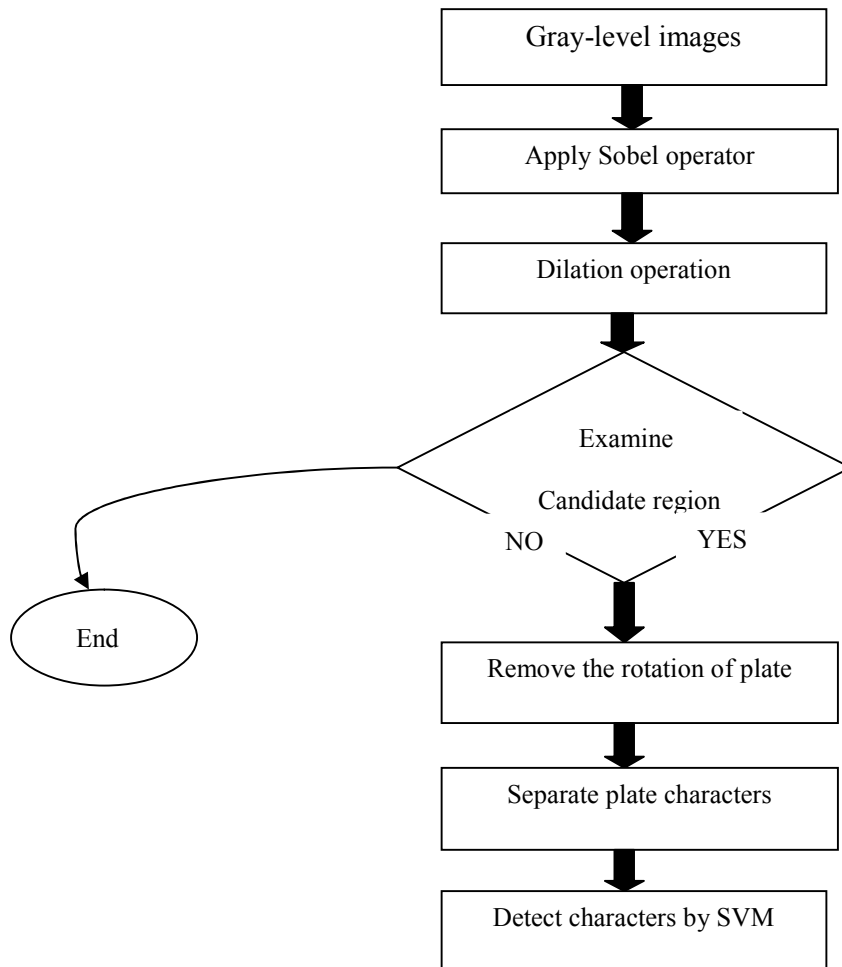 Gray-level images
Apply Sobel operator
Dilation operation
Examine
Candidate region
NO
YES
End
Remove the rotation of plate
Separate plate characters
Detect characters by SVM